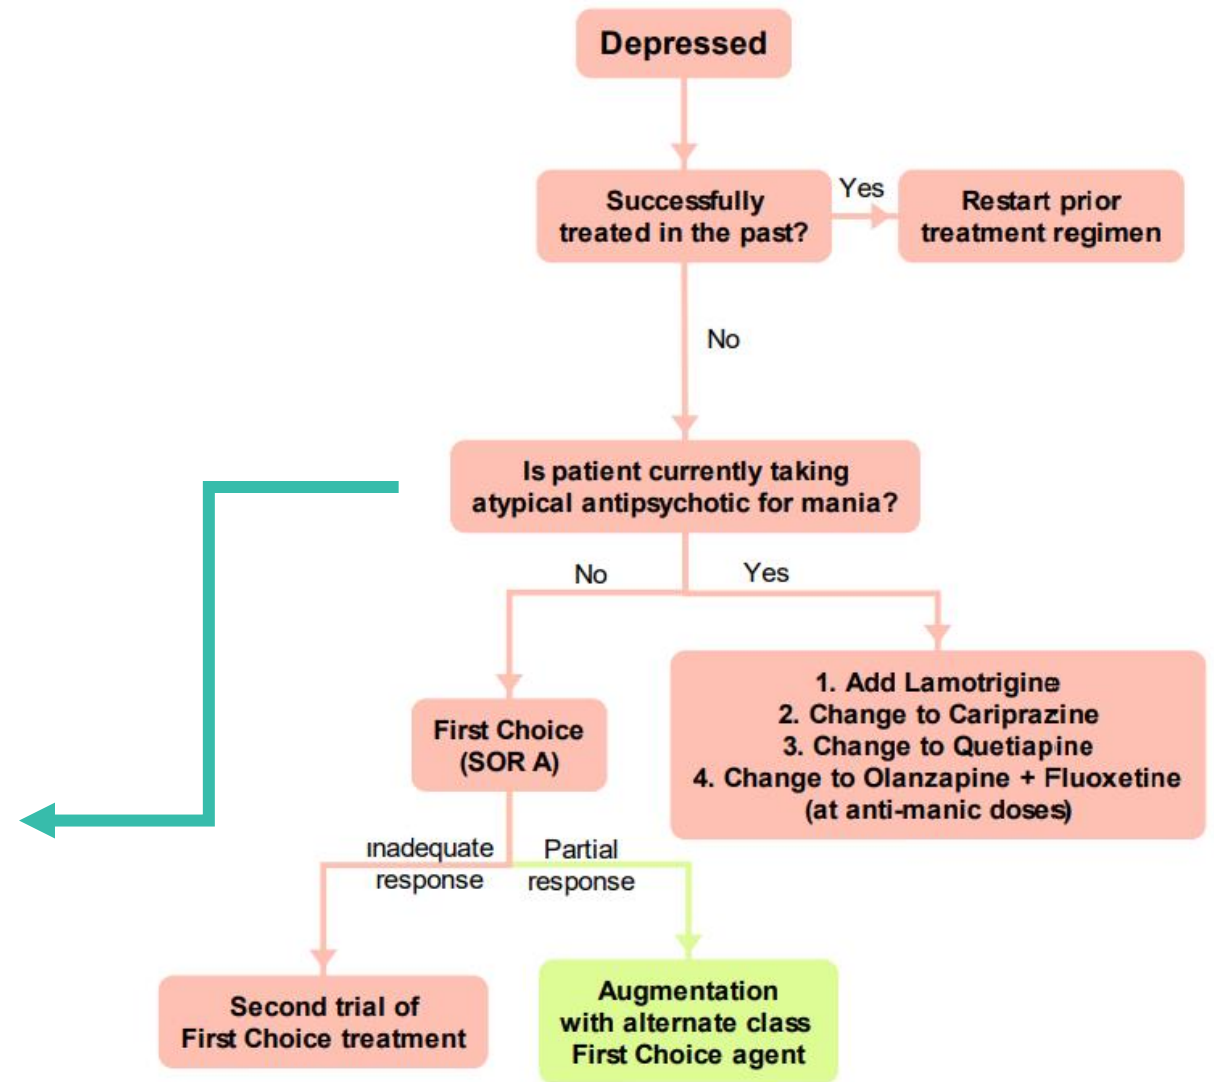 Depressed
Successfully
treated in the past?
Yes
Restart prior
treatment regimen
No
Is patient currently taking
atypical antipsychotic for mania?
No
Yes
First Choice
(SOR A)
1. Add Lamotrigine
2. Change to Cariprazine
3. Change to Quetiapine
4. Change to Olanzapine + Fluoxetine
(at anti-manic doses)
Inadequate
response
Partial
response
Second trial of
First Choice treatment
Augmentation
with alternate class
First Choice agent